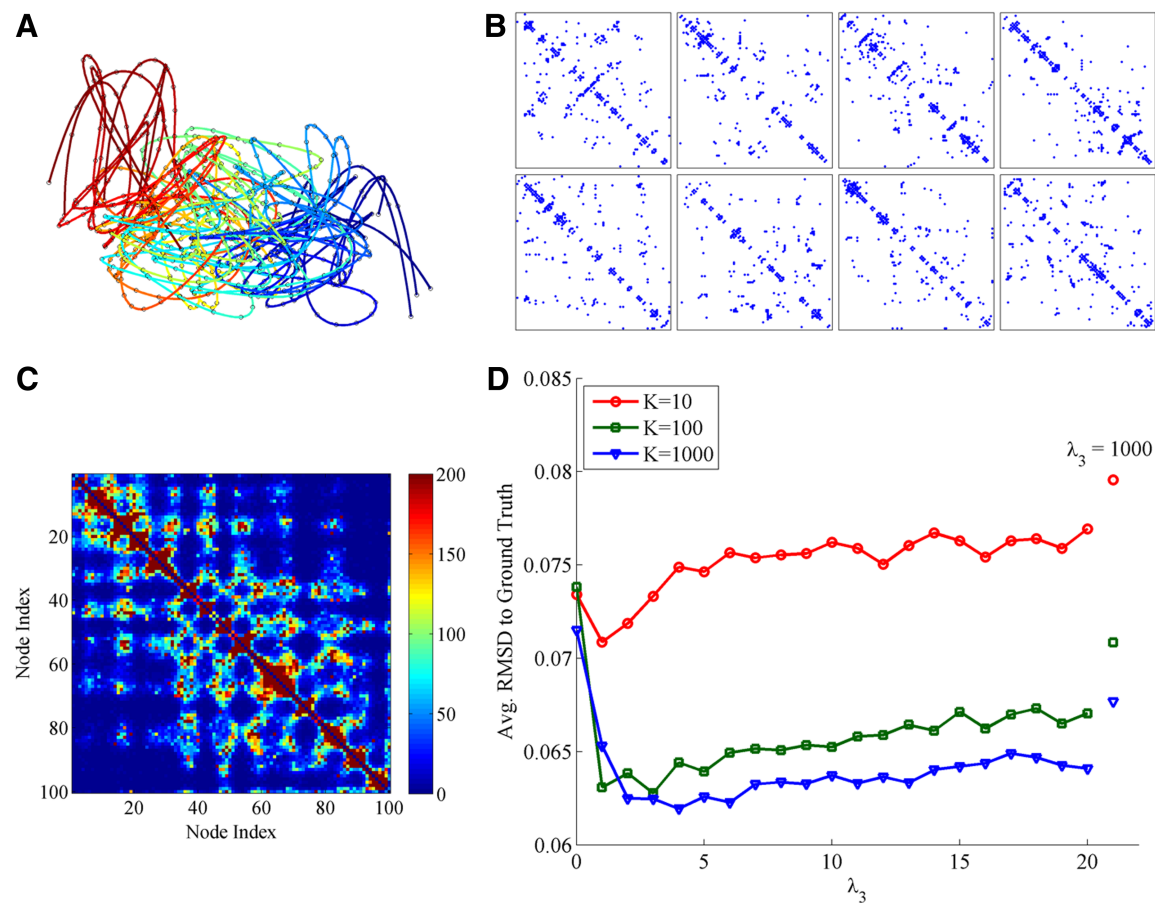 A
B
C
20
40
60
80
100
20 40 60 80 100
Node Index
Node Index
200
150
100
50
0
D
0.085
0.08
0.075
0.07
0.065
0.06
0 5 10 15 20
Avg. RMSD to Ground Truth
λ3
K=10
K=100
K=1000
λ3 = 1000